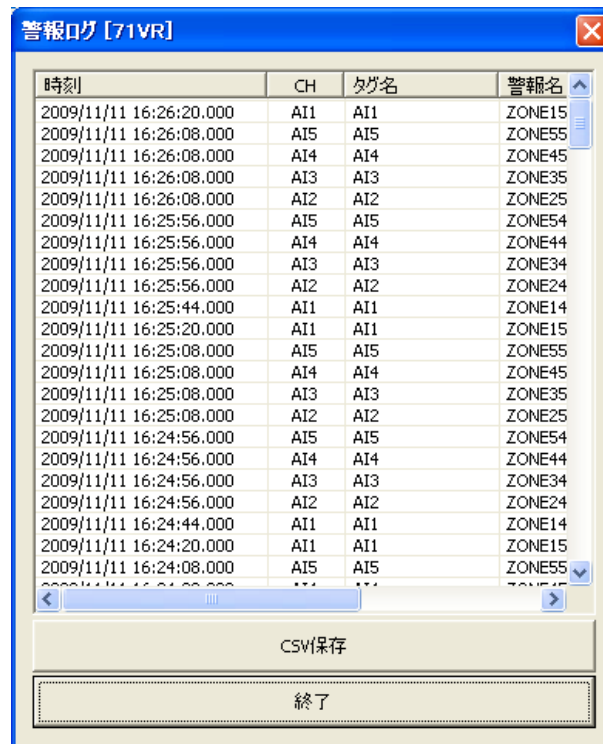 警報ログ [71VR]
時刻 CH タグ名 警報名
2009/11/11 16:26:20.000 AI1 AI1 ZONE15
2009/11/11 16:26:08.000 AI5 AI5 ZONE55
2009/11/11 16:26:08.000 AI4 AI4 ZONE45
2009/11/11 16:26:08.000 AI3 AI3 ZONE35
2009/11/11 16:26:08.000 AI2 AI2 ZONE25
2009/11/11 16:25:56.000 AI5 AI5 ZONE54
2009/11/11 16:25:56.000 AI4 AI4 ZONE44
2009/11/11 16:25:56.000 AI3 AI3 ZONE34
2009/11/11 16:25:56.000 AI2 AI2 ZONE24
2009/11/11 16:25:44.000 AI1 AI1 ZONE14
2009/11/11 16:25:20.000 AI1 AI1 ZONE15
2009/11/11 16:25:08.000 AI5 AI5 ZONE55
2009/11/11 16:25:08.000 AI4 AI4 ZONE45
2009/11/11 16:25:08.000 AI3 AI3 ZONE35
2009/11/11 16:25:08.000 AI2 AI2 ZONE25
2009/11/11 16:24:56.000 AI5 AI5 ZONE54
2009/11/11 16:24:56.000 AI4 AI4 ZONE44
2009/11/11 16:24:56.000 AI3 AI3 ZONE34
2009/11/11 16:24:56.000 AI2 AI2 ZONE24
2009/11/11 16:24:44.000 AI1 AI1 ZONE14
2009/11/11 16:24:20.000 AI1 AI1 ZONE15
2009/11/11 16:24:08.000 AI5 AI5 ZONE55
CSV保存
終了